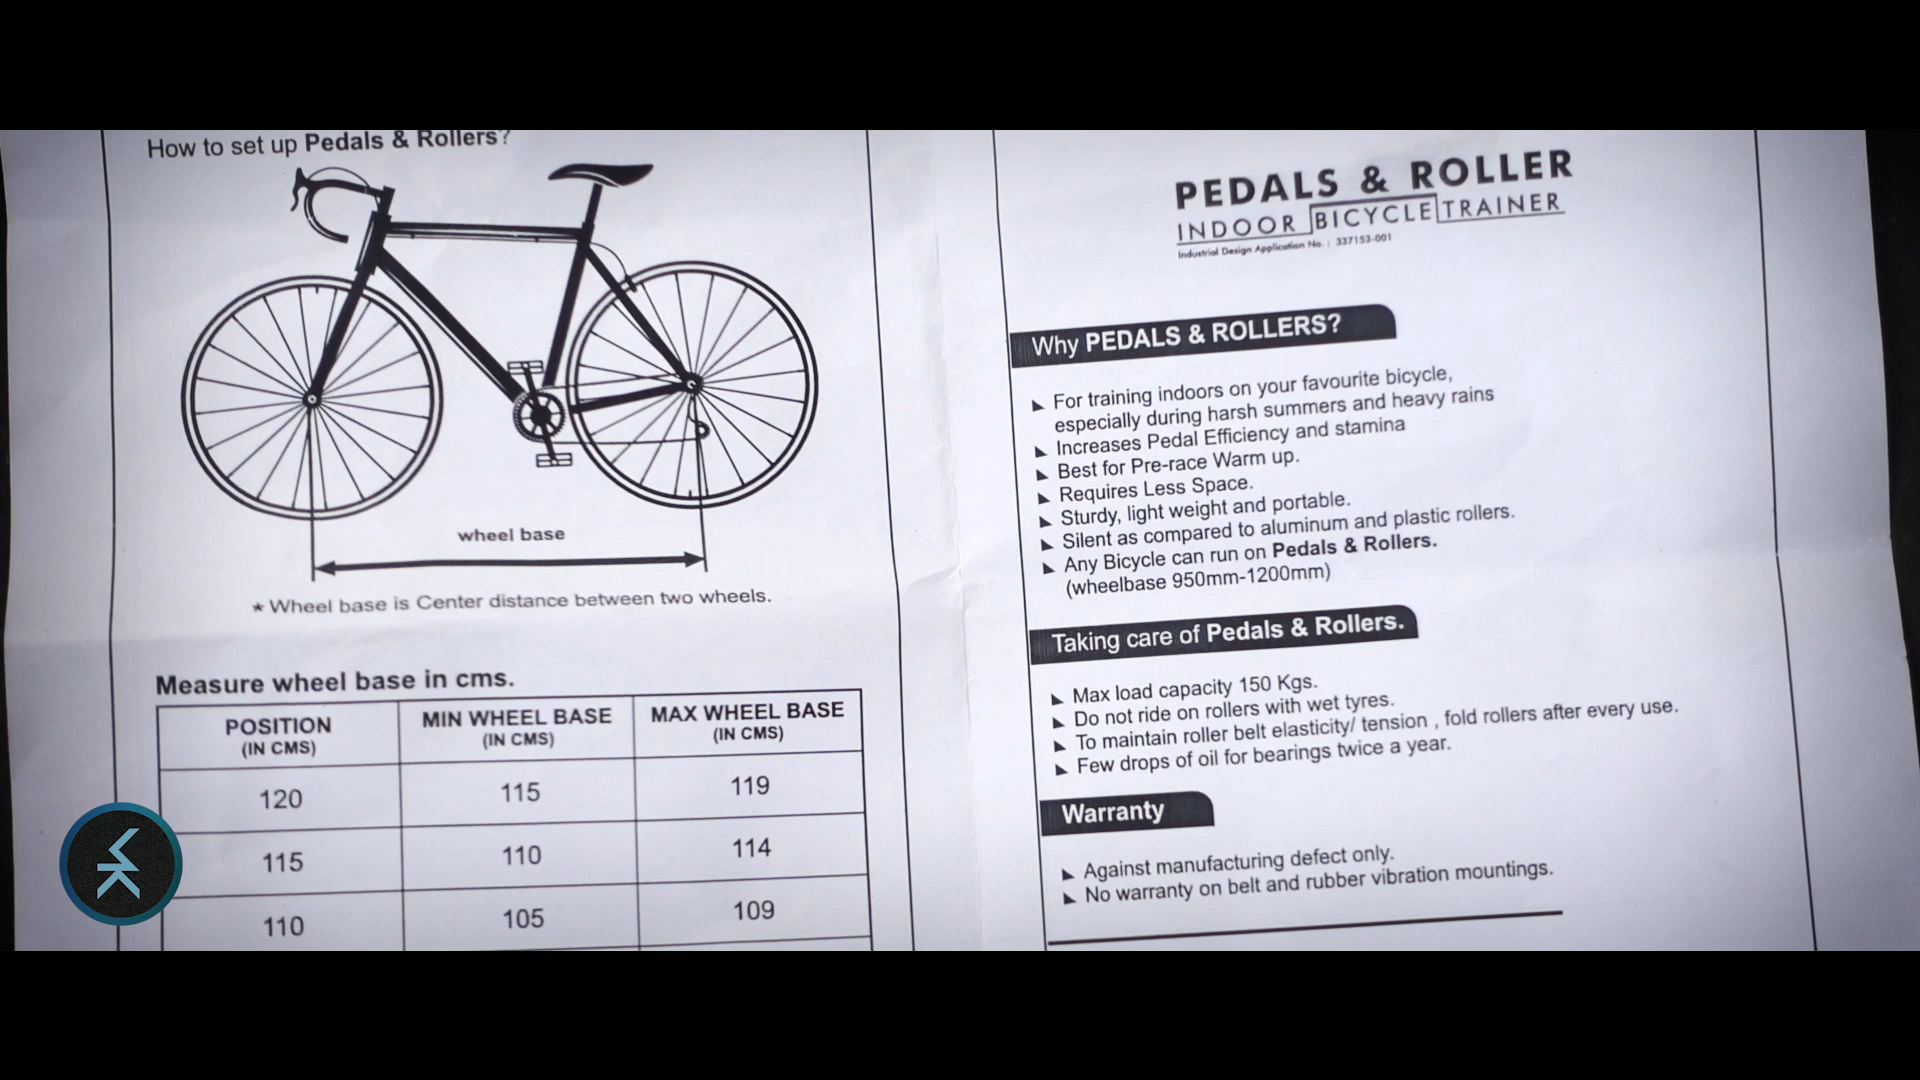 How to set up Pedals & Rollers?
wheel base
* Wheel base is Center distance between two wheels.
Measure wheel base in cms.
POSITION MIN WHEEL BASE MAX WHEEL BASE
(IN CMS) (IN CMS) (IN CMS)
120 115 119
115 110 114
110 105 109
PEDALS & ROLLER
INDOOR BICYCLE TRAINER
Industrial Design Application No. : 337153-001
Why PEDALS & ROLLERS?
For training indoors on your favourite bicycle,
especially during harsh summers and heavy rains
Increases Pedal Efficiency and stamina
Best for Pre-race Warm up.
Requires Less Space.
Sturdy, light weight and portable.
Silent as compared to aluminum and plastic rollers.
Any Bicycle can run on Pedals & Rollers.
(wheelbase 950mm-1200mm)
Taking care of Pedals & Rollers.
Max load capacity 150 Kgs.
Do not ride on rollers with wet tyres.
To maintain roller belt elasticity/ tension , fold rollers after every use.
Few drops of oil for bearings twice a year.
Warranty
Against manufacturing defect only.
No warranty on belt and rubber vibration mountings.